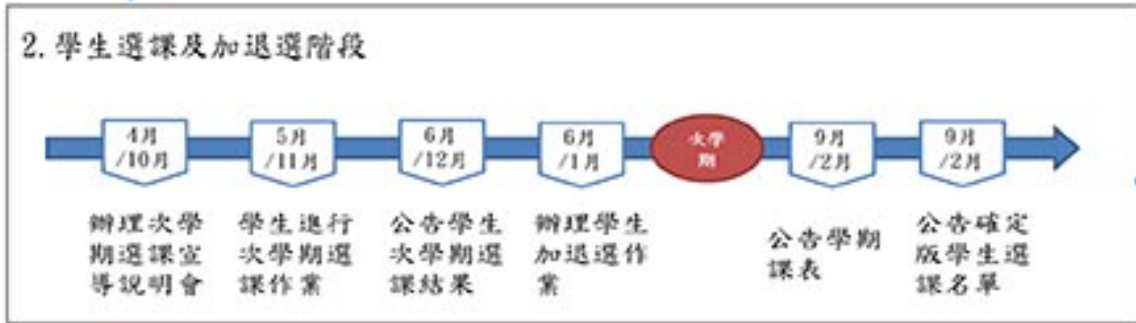 2. 學生選課及加退選階段
4月
/10月
5月
/11月
6月
/12月
6月
/1月
次學
期
9月
/2月
9月
/2月
辦理次學
期選課宣
導說明會
學生進行
次學期選
課作業
公告學生
次學期選
課結果
辦理學生
加退選作
業
公告學期
課表
公告確定
版學生選
課名單